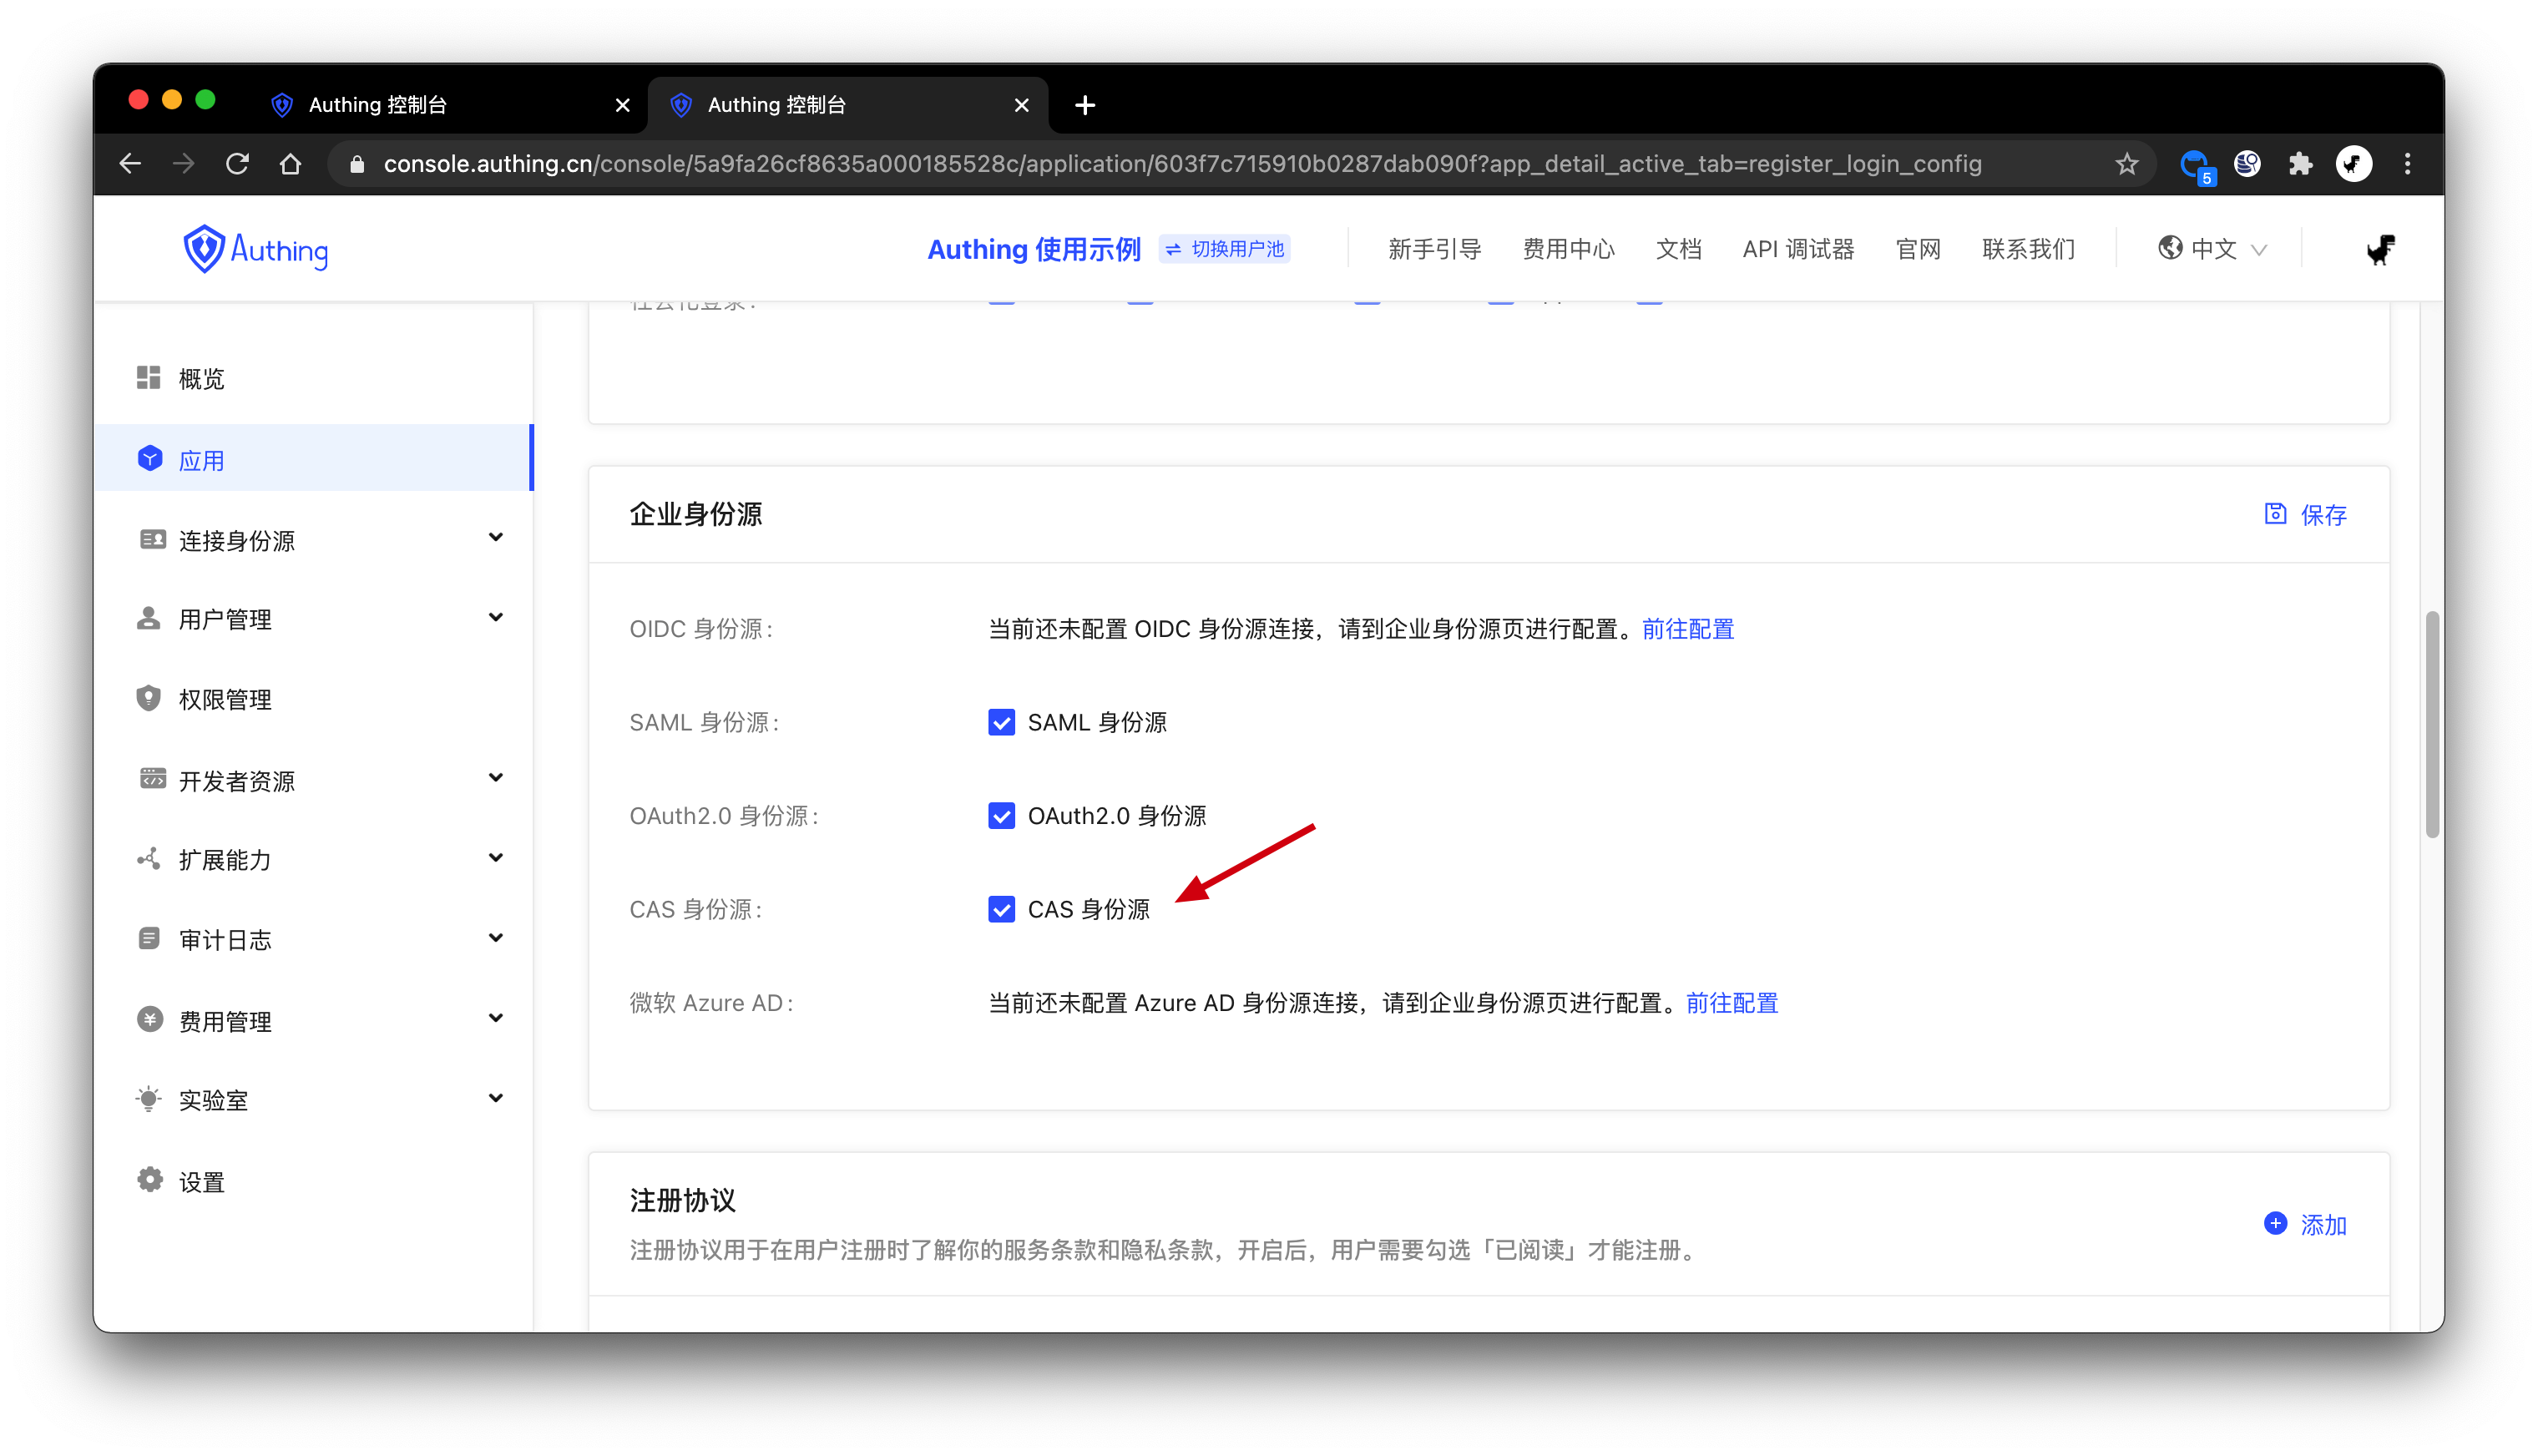 Authing 控制台
Authing 控制台
console.authing.cn/console/5a9fa26cf8635a000185528c/application/603f7c715910b0287dab090f?app_detail_active_tab=register_login_config
5
Authing
Authing 使用示例 切换用户池 新手引导 费用中心 文档 API 调试器 官网 联系我们 中文
概览
应用
连接身份源
用户管理
权限管理
开发者资源
扩展能力
审计日志
费用管理
实验室
设置
企业身份源 保存
OIDC 身份源: 当前还未配置 OIDC 身份源连接，请到企业身份源页进行配置。前往配置
SAML 身份源: SAML 身份源
OAuth2.0 身份源: OAuth2.0 身份源
CAS 身份源: CAS 身份源
微软 Azure AD: 当前还未配置 Azure AD 身份源连接，请到企业身份源页进行配置。前往配置
注册协议
添加
注册协议用于在用户注册时了解你的服务条款和隐私条款，开启后，用户需要勾选「已阅读」才能注册。